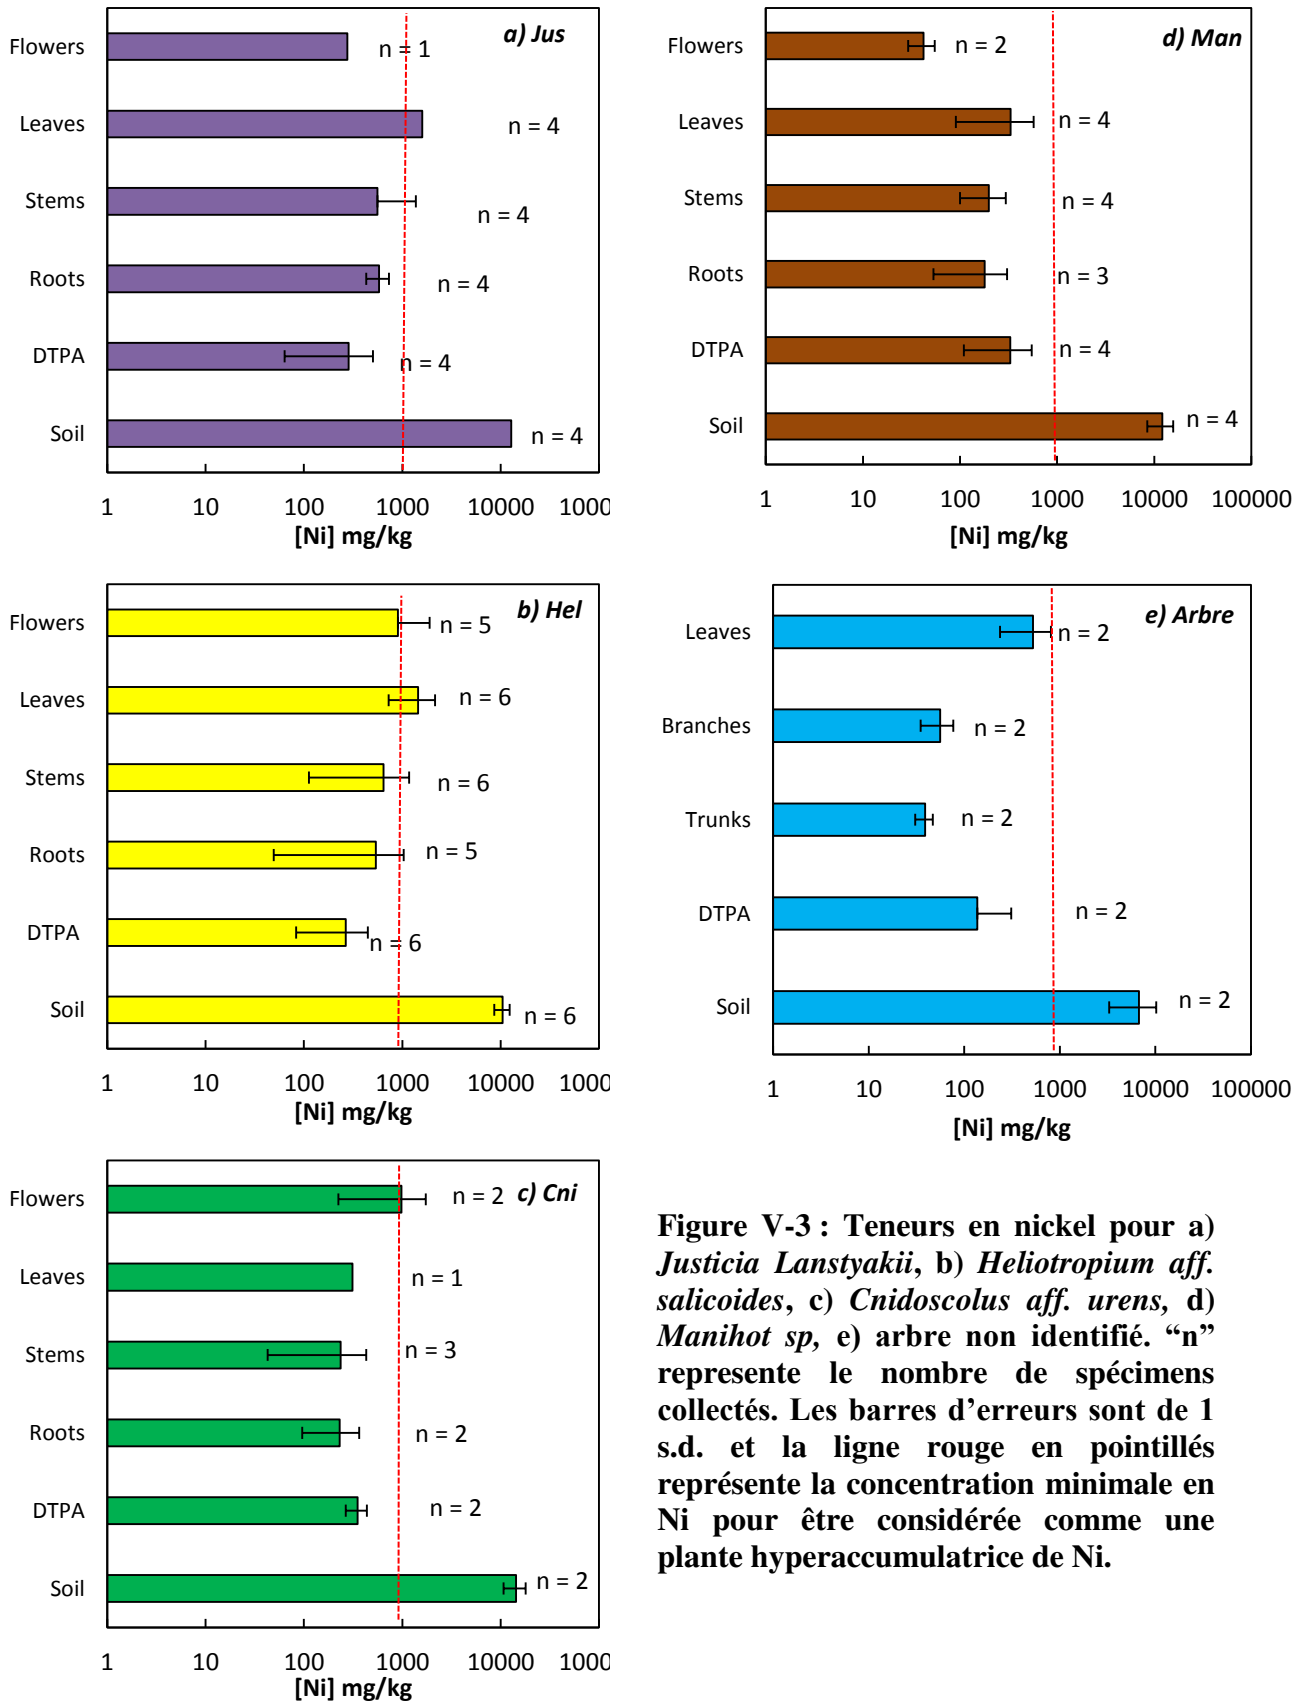 a) Jus
Flowers
n = 1
Leaves
n = 4
Stems
n = 4
Roots
n = 4
DTPA
n = 4
Soil
n = 4
1 10 100 1000 10000 1000
[Ni] mg/kg
d) Man
Flowers
n = 2
Leaves
n = 4
Stems
n = 4
Roots
n = 3
DTPA
n = 4
Soil
n = 4
1 10 100 1000 10000 100000
[Ni] mg/kg
b) Hel
Flowers
n = 5
Leaves
n = 6
Stems
n = 6
Roots
n = 5
DTPA
n = 6
Soil
n = 6
1 10 100 1000 10000 1000
[Ni] mg/kg
e) Arbre
Leaves
n = 2
Branches
n = 2
Trunks
n = 2
DTPA
n = 2
Soil
n = 2
1 10 100 1000 10000 100000
[Ni] mg/kg
c) Cni
Flowers
n = 2
Leaves
n = 1
Stems
n = 3
Roots
n = 2
DTPA
n = 2
Soil
n = 2
1 10 100 1000 10000 1000
[Ni] mg/kg
Figure V-3 : Teneurs en nickel pour a)
Justicia Lanstyakii, b) Heliotropium aff.
salicoides, c) Cnidoscolus aff. urens, d)
Manihot sp, e) arbre non identifié. “n”
represente le nombre de spécimens
collectés. Les barres d’erreurs sont de 1
s.d. et la ligne rouge en pointillés
représente la concentration minimale en
Ni pour être considérée comme une
plante hyperaccumulatrice de Ni.